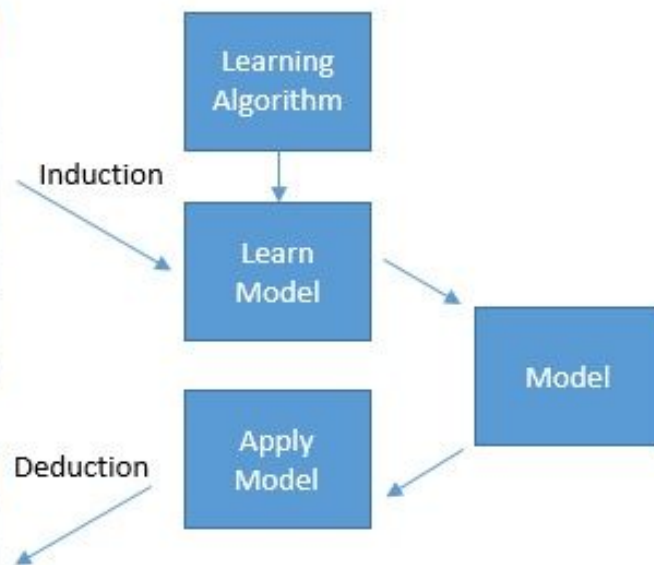 Learning
Algorithm
Induction
Learn
Model
Model
Apply
Model
Deduction